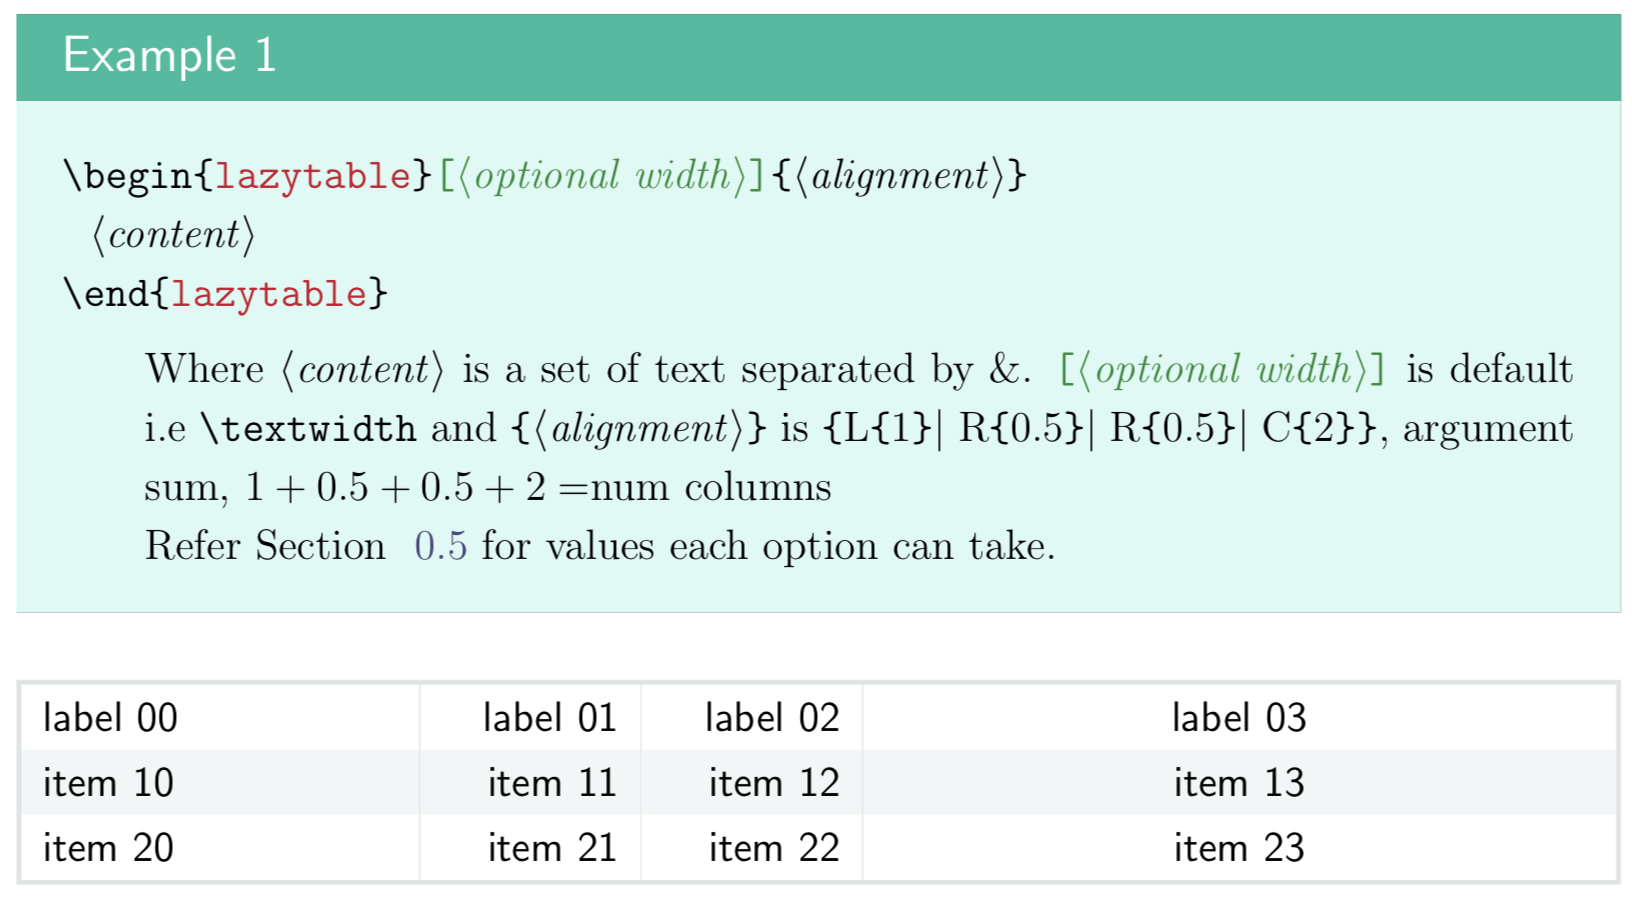 Example 1
\begin{lazytable}[⟨optional width⟩]{⟨alignment⟩}
⟨content⟩
\end{lazytable}
Where ⟨content⟩ is a set of text separated by &. [⟨optional width⟩] is default
i.e \textwidth and {⟨alignment⟩} is {L{1}| R{0.5}| R{0.5}| C{2}}, argument
sum, 1 + 0.5 + 0.5 + 2 =num columns
Refer Section 0.5 for values each option can take.
label 00 label 01 label 02 label 03
item 10 item 11 item 12 item 13
item 20 item 21 item 22 item 23